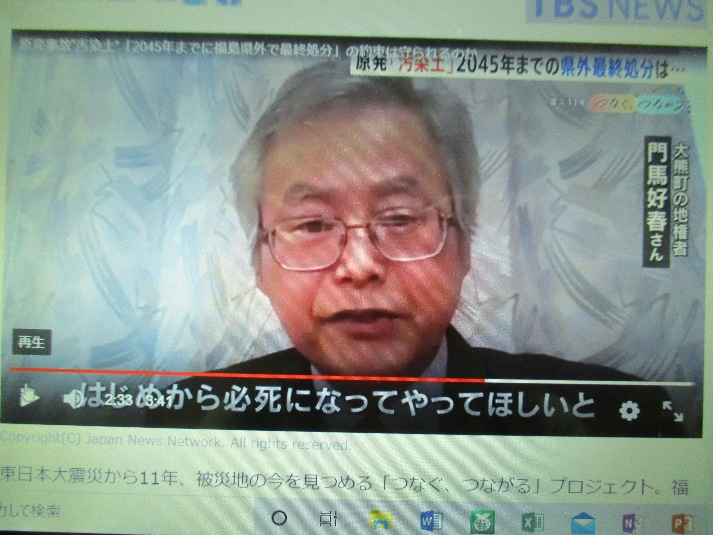 TBS NEWS
原発事故“汚染土”「2045年までに福島県外で最終処分」の約束は守られるのか
原発「汚染土」2045年までの県外最終処分は…
つなぐ、つながる
大熊町の地権者
門馬好春さん
再生
はじめから必死になってやってほしいと
2:33 / 3:47
Copyright(C) Japan News Network. All rights reserved.
東日本大震災から11年、被災地の今を見つめる「つなぐ、つながる」プロジェクト。福
力して検索